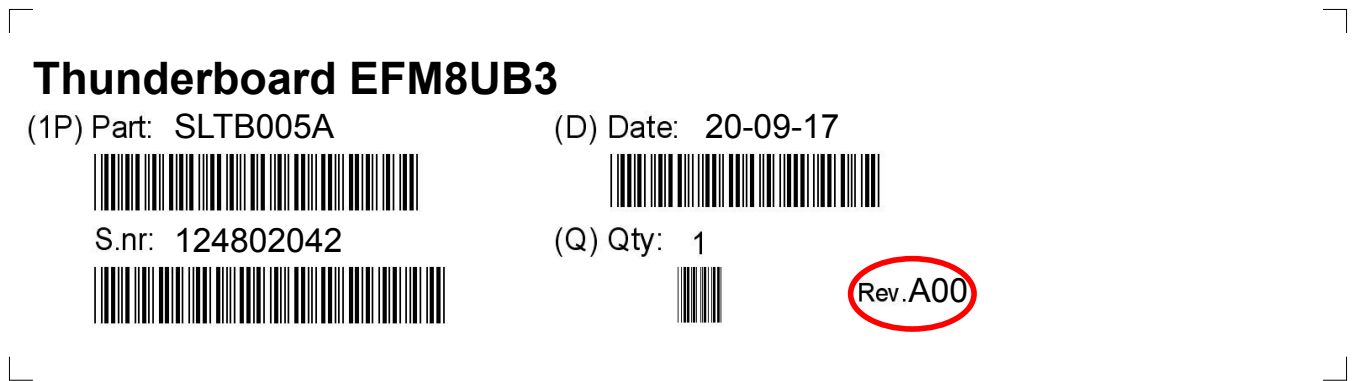 Thunderboard EFM8UB3
(1P) Part: SLTB005A
(D) Date: 20-09-17
S.nr: 124802042
(Q) Qty: 1
Rev.A00